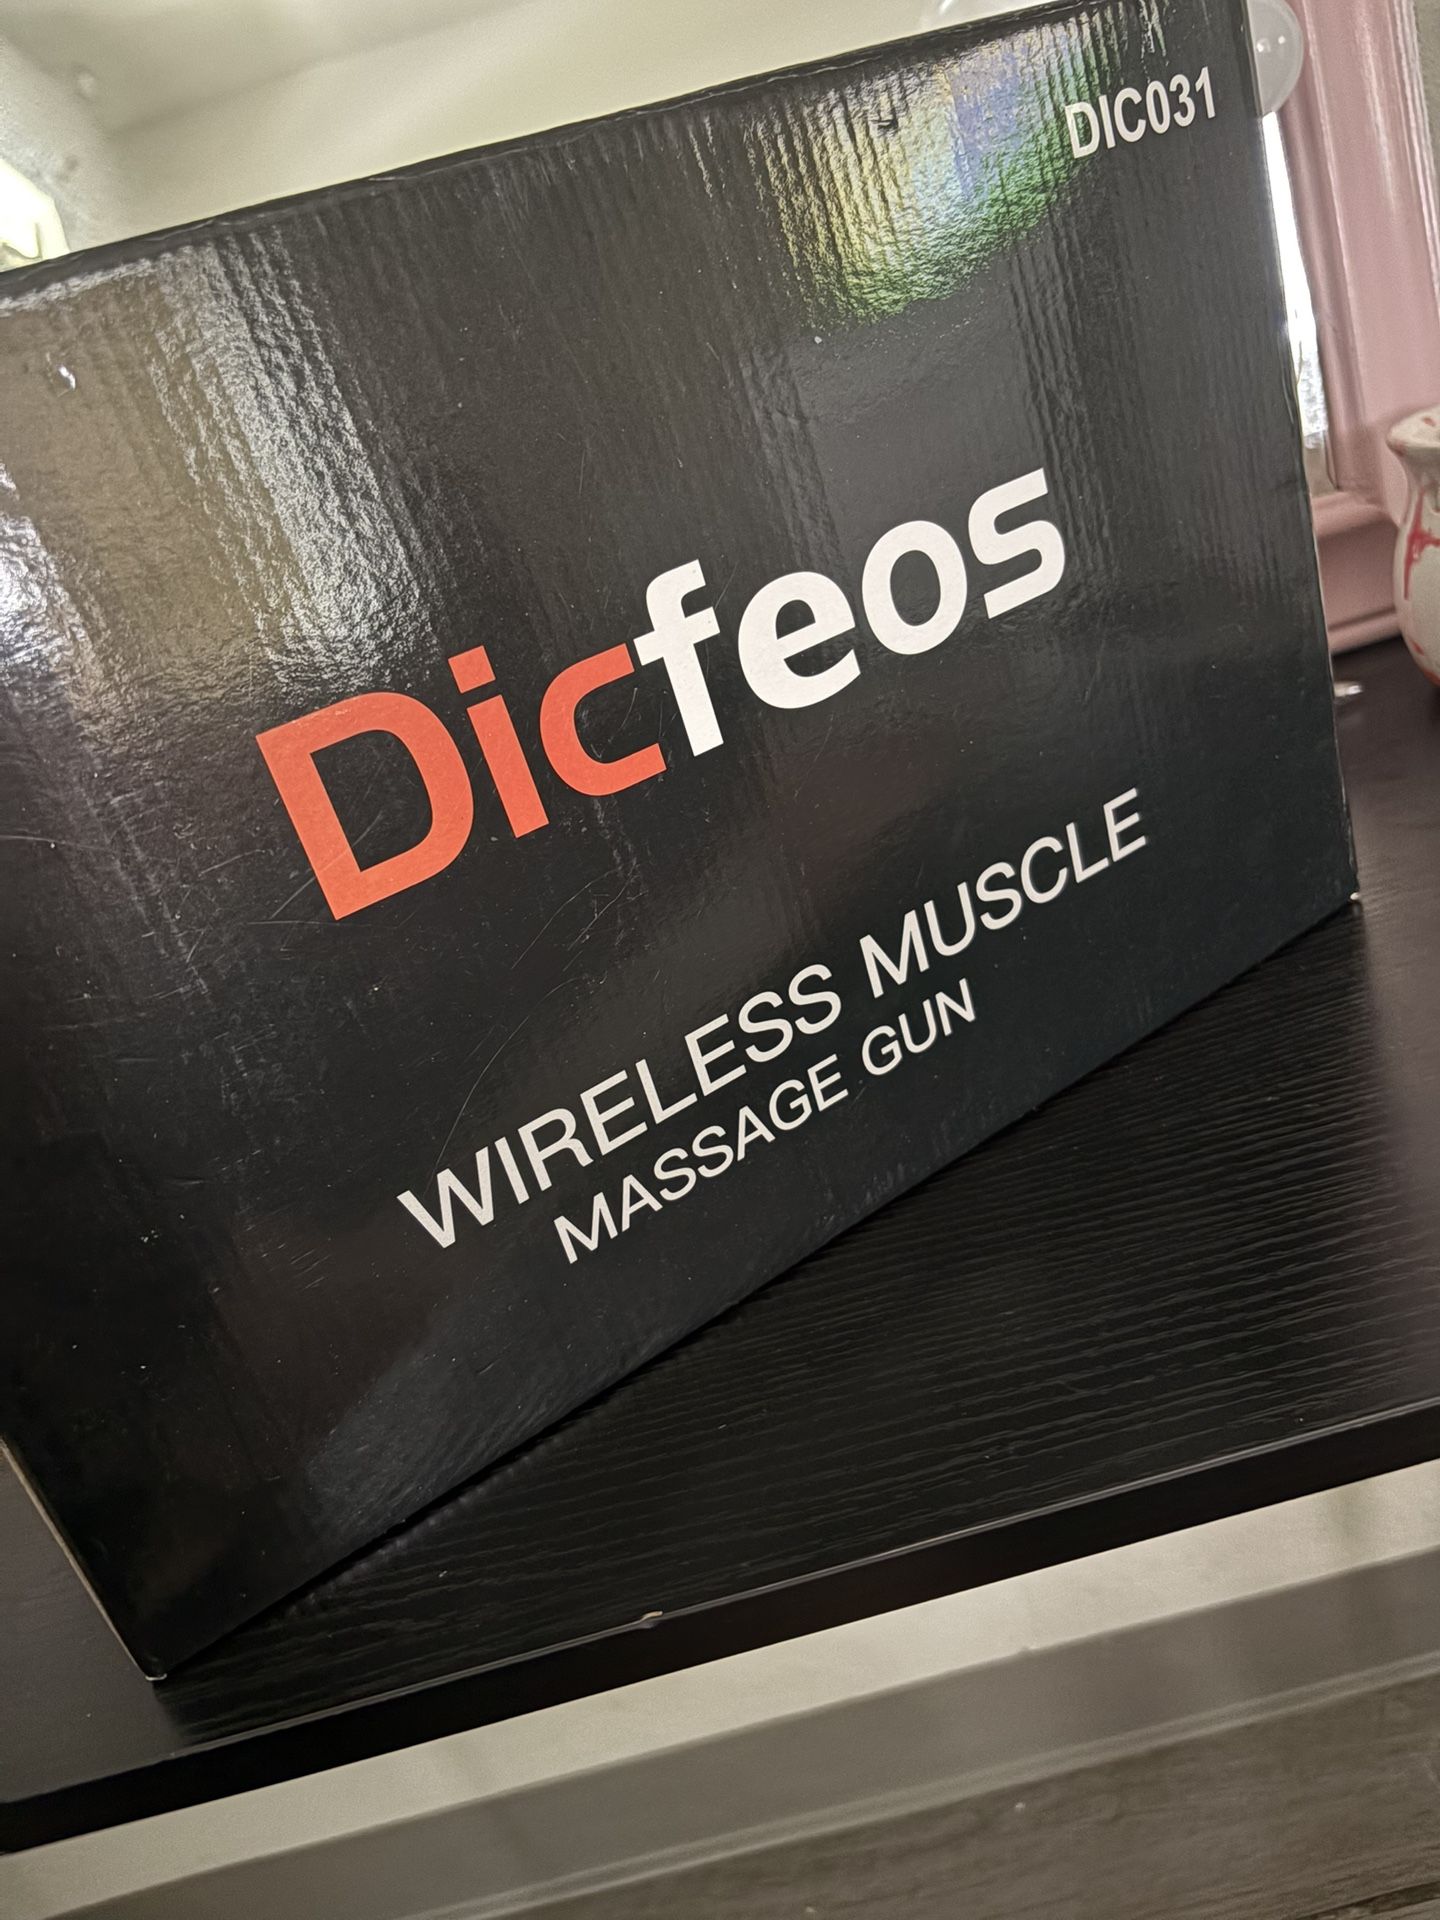 DIC031
Dicfeos
WIRELESS MUSCLE
MASSAGE GUN